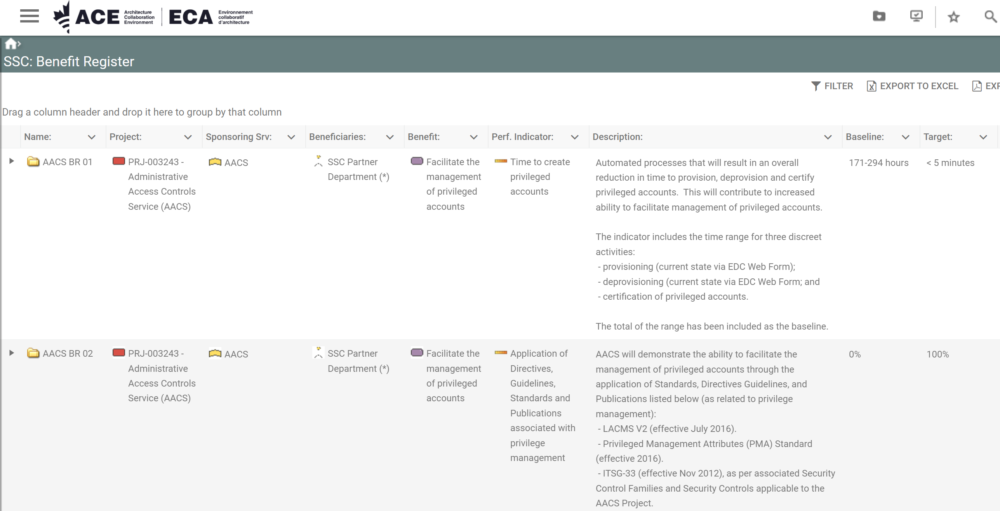 ACE Architecture Collaboration Environment
ECA Environnement collaboratif d'architecture
SSC: Benefit Register
FILTER
EXPORT TO EXCEL
Drag a column header and drop it here to group by that column
Name:
Project:
Sponsoring Srv:
Beneficiaries:
Benefit:
Perf. Indicator:
Description:
Baseline:
Target:
AACS BR 01
PRJ-003243 -
Administrative
Access Controls
Service (AACS)
AACS
SSC Partner
Department (*)
Facilitate the
management
of privileged
accounts
Time to create
privileged
accounts
Automated processes that will result in an overall
reduction in time to provision, deprovision and certify
privileged accounts.  This will contribute to increased
ability to facilitate management of privileged accounts.
The indicator includes the time range for three discreet
activities:
- provisioning (current state via EDC Web Form);
- deprovisioning (current state via EDC Web Form; and
- certification of privileged accounts.
The total of the range has been included as the baseline.
171-294 hours
< 5 minutes
AACS BR 02
PRJ-003243 -
Administrative
Access Controls
Service (AACS)
AACS
SSC Partner
Department (*)
Facilitate the
management
of privileged
accounts
Application of
Directives,
Guidelines,
Standards and
Publications
associated with
privilege
management
AACS will demonstrate the ability to facilitate the
management of privileged accounts through the
application of Standards, Directives Guidelines, and
Publications listed below (as related to privilege
management):
- LACMS V2 (effective July 2016).
- Privileged Management Attributes (PMA) Standard
(effective 2016).
- ITSG-33 (effective Nov 2012), as per associated Security
Control Families and Security Controls applicable to the
AACS Project.
0%
100%